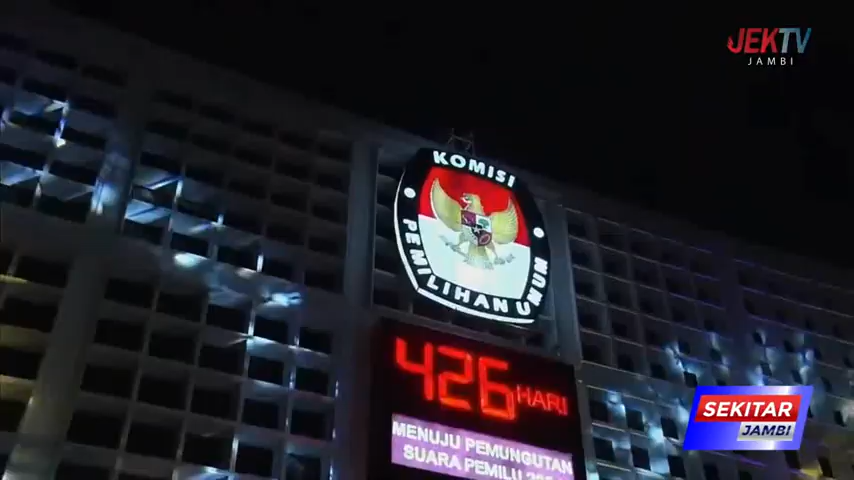 JEKTV
JAMBI
KOMISI
PEMILIHAN UMUM
426 HARI
MENUJU PEMUNGUTAN
SUARA PEMILU
SEKITAR
JAMBI